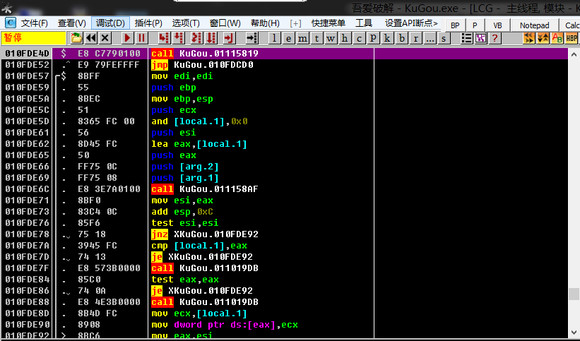 吾爱破解 - KuGou.exe - [LCG - 主线程, 模块 - K
文件(F) 查看(V) 调试(D) 插件(P) 选项(T) 窗口(W) 帮助(H) [+] 快捷菜单 工具 设置API断点> BP P VB Notepad Calc
暂停 l e m w t c p k b r ... s
010FDE4D $ E8 C7790100 call KuGou.01115819
010FDE52 .^ E9 79FEFFFF jmp KuGou.010FDCD0
010FDE57 $ 8BFF mov edi,edi
010FDE59 . 55 push ebp
010FDE5A . 8BEC mov ebp,esp
010FDE5C . 51 push ecx
010FDE5D . 8365 FC 00 and [local.1],0x0
010FDE61 . 56 push esi
010FDE62 . 8D45 FC lea eax,[local.1]
010FDE65 . 50 push eax
010FDE66 . FF75 0C push [arg.2]
010FDE69 . FF75 08 push [arg.1]
010FDE6C . E8 3E7A0100 call KuGou.011158AF
010FDE71 . 8BF0 mov esi,eax
010FDE73 . 83C4 0C add esp,0xC
010FDE76 . 85F6 test esi,esi
010FDE78 . 75 18 jnz XKuGou.010FDE92
010FDE7A . 3945 FC cmp [local.1],eax
010FDE7D . 74 13 je XKuGou.010FDE92
010FDE7F . E8 573B0000 call KuGou.011019DB
010FDE84 . 85C0 test eax,eax
010FDE86 . 74 0A je XKuGou.010FDE92
010FDE88 . E8 4E3B0000 call KuGou.011019DB
010FDE8D . 8B4D FC mov ecx,[local.1]
010FDE90 . 8908 mov dword ptr ds:[eax],ecx
010FDE92 > 8BC6 mov eax,esi